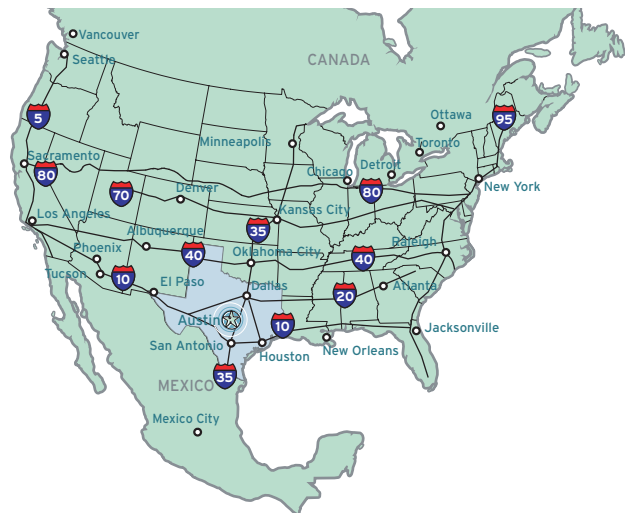 Vancouver
CANADA
Seattle
5
95
Ottawa
Minneapolis
Toronto
Sacramento
80
Chicago
Detroit
80
70
Denver
New York
Los Angeles
Kansas City
35
Albuquerque
Raleigh
Phoenix
40
Oklahoma City
40
Tucson
10
El Paso
Dallas
20
Atlanta
Austin
10
Jacksonville
San Antonio
Houston
New Orleans
35
MEXICO
Mexico City